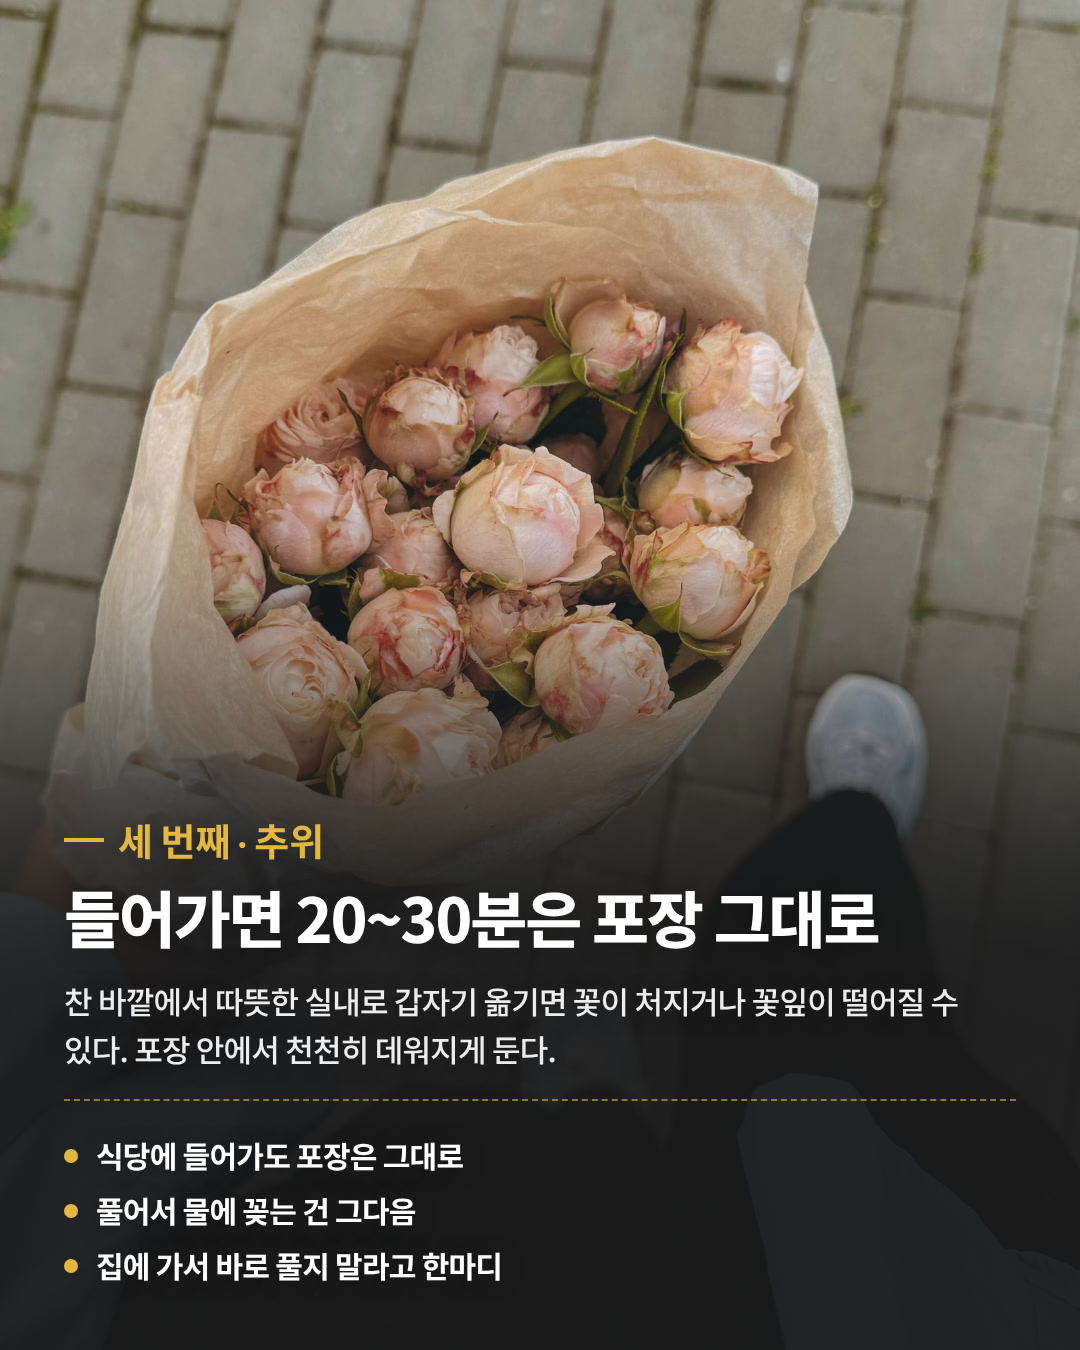 세 번째 · 추위
들어가면 20~30분은 포장 그대로
찬 바깥에서 따뜻한 실내로 갑자기 옮기면 꽃이 처지거나 꽃잎이 떨어질 수
있다. 포장 안에서 천천히 데워지게 둔다.
식당에 들어가도 포장은 그대로
풀어서 물에 꽂는 건 그다음
집에 가서 바로 풀지 말라고 한마디